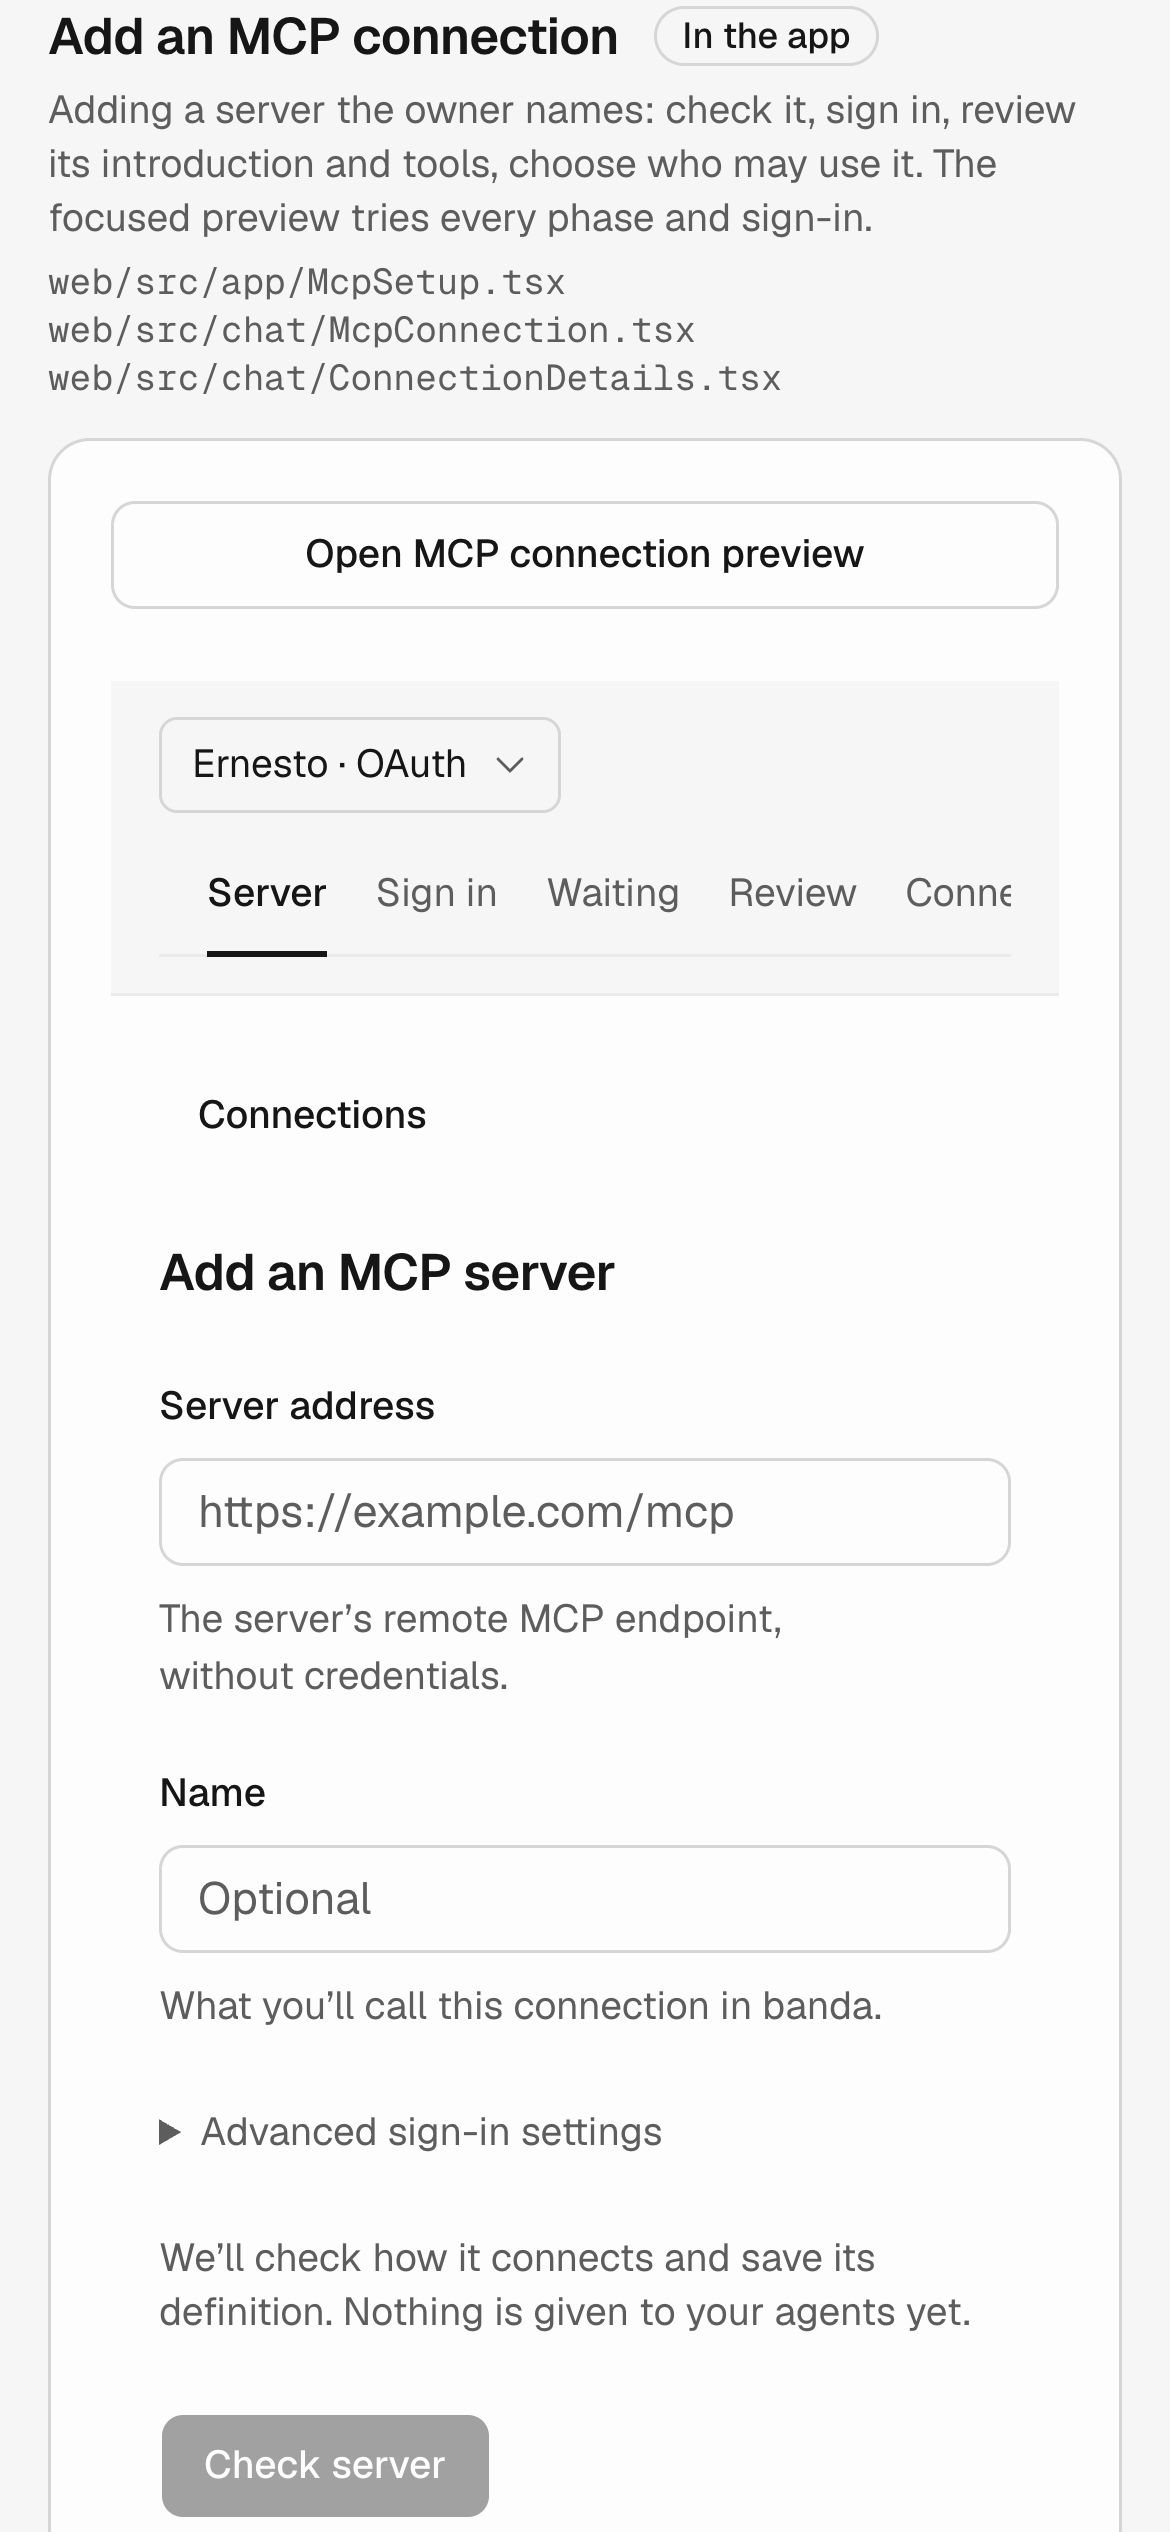 Add an MCP connection
In the app
Adding a server the owner names: check it, sign in, review
its introduction and tools, choose who may use it. The
focused preview tries every phase and sign-in.
web/src/app/McpSetup.tsx
web/src/chat/McpConnection.tsx
web/src/chat/ConnectionDetails.tsx
Open MCP connection preview
Ernesto · OAuth
Server Sign in Waiting Review Conne
Connections
Add an MCP server
Server address
https://example.com/mcp
The server’s remote MCP endpoint,
without credentials.
Name
Optional
What you’ll call this connection in banda.
Advanced sign-in settings
We’ll check how it connects and save its
definition. Nothing is given to your agents yet.
Check server